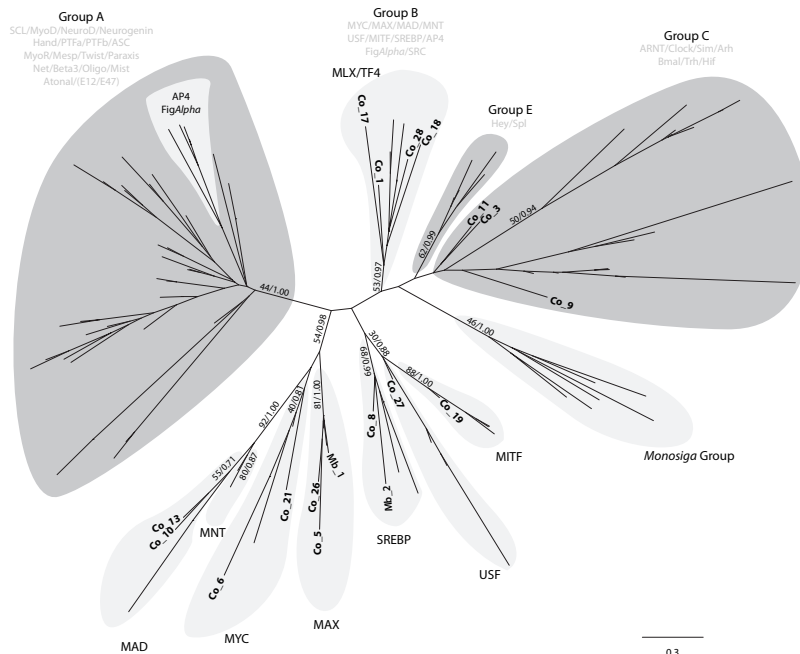 Group A
SCL/MyoD/NeuroD/Neurogenin
Hand/PTFa/PTFb/ASC
MyoR/Mesp/Twist/Paraxis
Net/Beta3/Oligo/Mist
Atonal/(E12/E47)
Group B
MYC/MAX/MAD/MNT
USF/MITF/SREBP/AP4
FigAlpha/SRC
Group C
ARNT/Clock/Sim/Arh
Bmal/Trh/Hif
MLX/TF4
AP4
FigAlpha
Group E
Hey/Spl
Co_17
Co_1
Co_28
Co_18
Co_11
Co_3
50/0.94
62/0.99
53/0.97
44/1.00
Co_9
54/0.98
46/1.00
30/0.88
68/0.99
88/1.00
Co_27
Co_8
Co_19
MITF
Monosiga Group
81/1.00
40/0.81
92/1.00
55/0.71
80/0.87
Mb_1
Co_26
Co_21
Co_5
Mb_2
Co_13
Co_10
MNT
SREBP
Co_6
USF
MAX
MYC
MAD
0.3